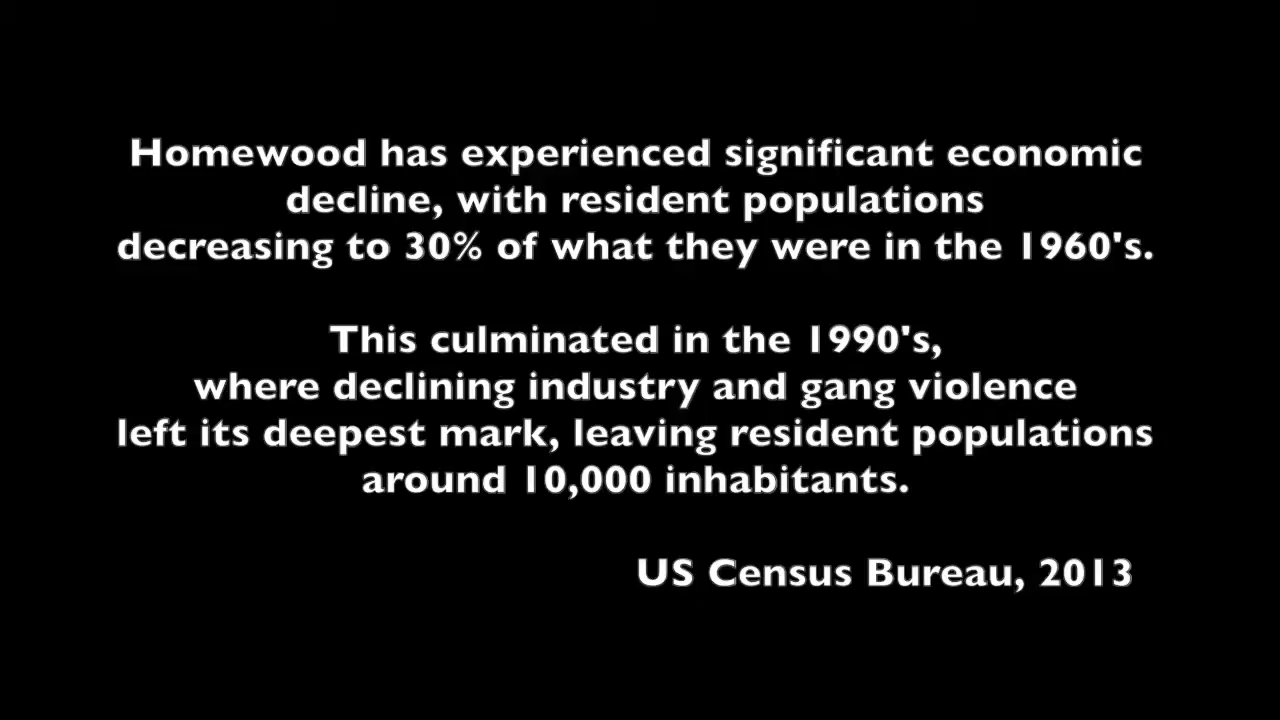 Homewood has experienced significant economic
decline, with resident populations
decreasing to 30% of what they were in the 1960's.
This culminated in the 1990's,
where declining industry and gang violence
left its deepest mark, leaving resident populations
around 10,000 inhabitants.
US Census Bureau, 2013